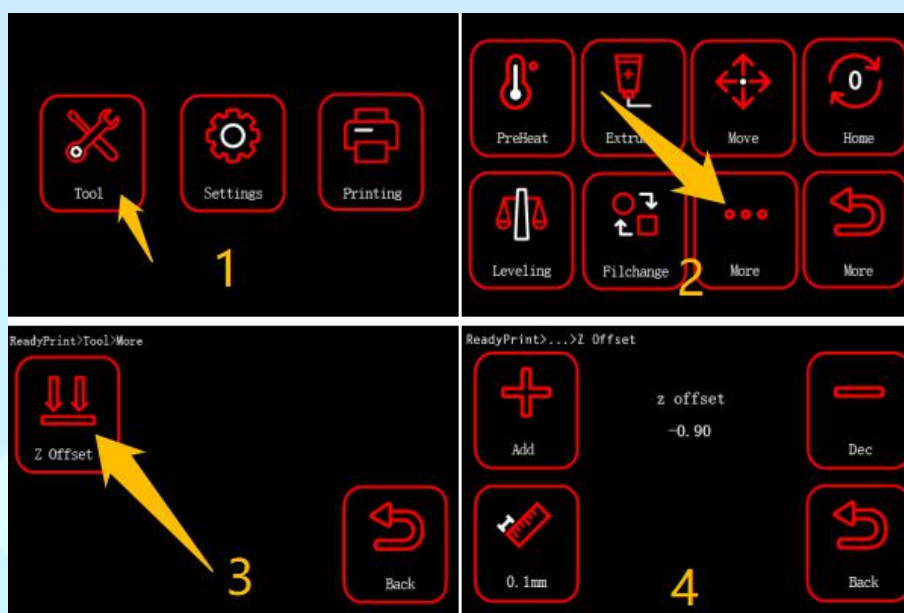 Tool
Settings
Printing
1
PreHeat
Move
0
Home
Leveling
Filchange
More
More
2
ReadyPrint>Tool>More
Z Offset
Back
3
ReadyPrint>...>Z Offset
Add
z offset
-0.90
Dec
0.1mm
Back
4